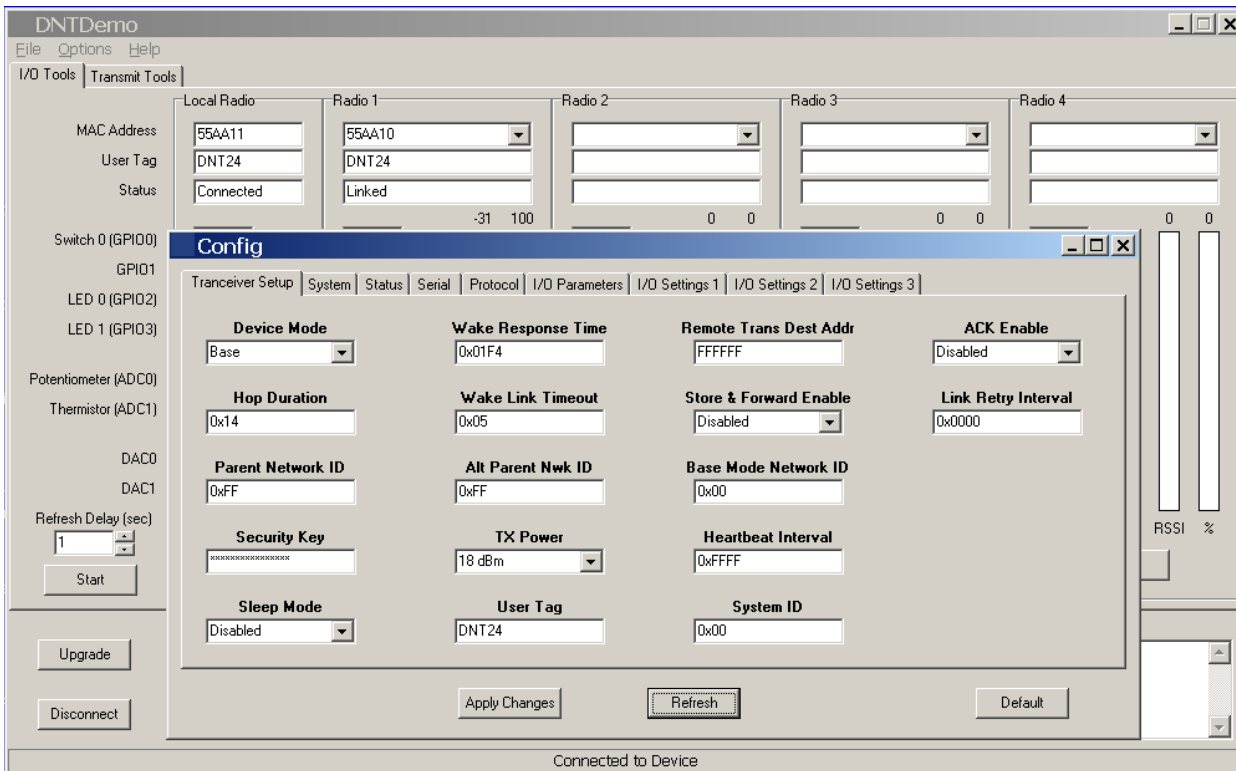 DNTDemo
File Options Help
I/O Tools Transmit Tools
Local Radio Radio 1 Radio 2 Radio 3 Radio 4
MAC Address 55AA11 55AA10
User Tag DNT24 DNT24
Status Connected Linked
-31 100 0 0 0 0 0 0
Switch 0 (GPIO0)
GPIO1
LED 0 (GPIO2)
LED 1 (GPIO3)
Potentiometer (ADC0)
Thermistor (ADC1)
DAC0
DAC1
Refresh Delay (sec)
1
Start
Upgrade
Disconnect
RSSI %
Config
Tranceiver Setup System Status Serial Protocol I/O Parameters I/O Settings 1 I/O Settings 2 I/O Settings 3
Device Mode Wake Response Time Remote Trans Dest Addr ACK Enable
Base 0x01F4 FFFFFF Disabled
Hop Duration Wake Link Timeout Store & Forward Enable Link Retry Interval
0x14 0x05 Disabled 0x0000
Parent Network ID Alt Parent Nwk ID Base Mode Network ID
0xFF 0xFF 0x00
Security Key TX Power Heartbeat Interval
**************** 18 dBm 0xFFFF
Sleep Mode User Tag System ID
Disabled DNT24 0x00
Apply Changes Refresh Default
Connected to Device